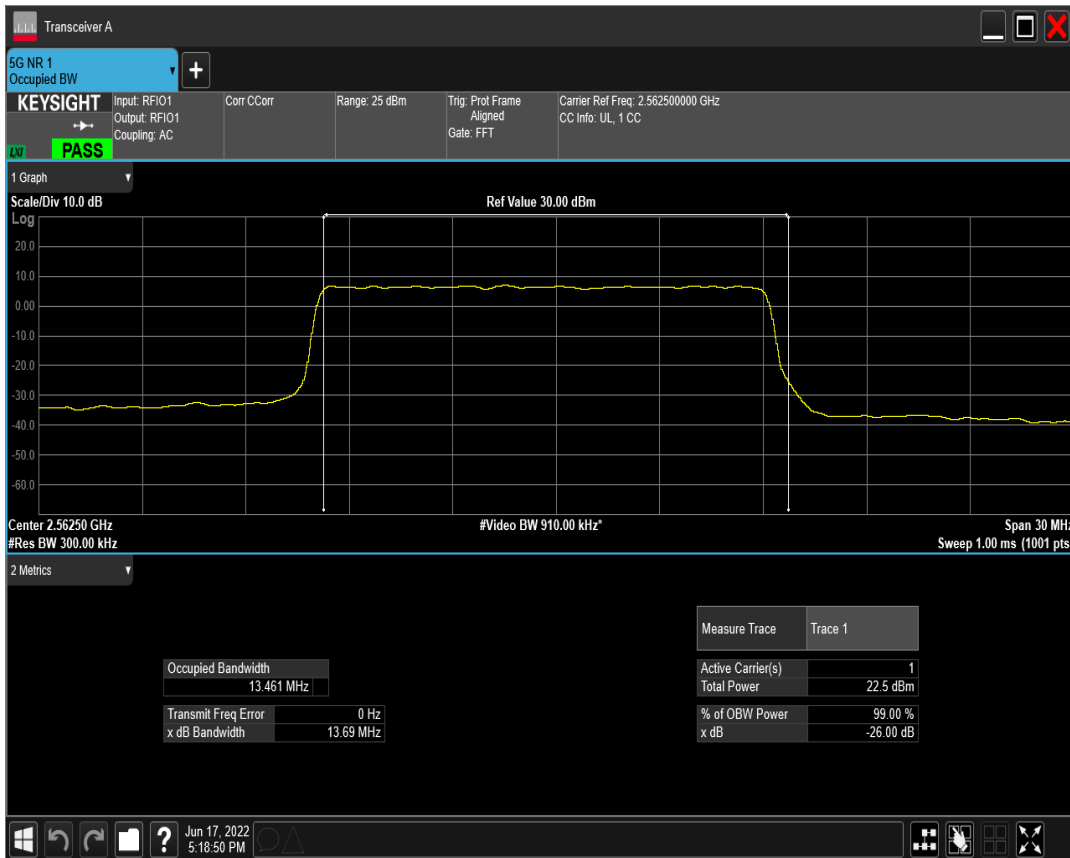 Transceiver A
5G NR 1
Occupied BW
+
KEYSIGHT
LXI
PASS
Input: RFIO1
Output: RFIO1
Coupling: AC
Corr CCorr
Range: 25 dBm
Trig: Prot Frame
Aligned
Gate: FFT
Carrier Ref Freq: 2.562500000 GHz
CC Info: UL, 1 CC
1 Graph
Scale/Div 10.0 dB
Ref Value 30.00 dBm
Log
20.0
10.0
0.00
-10.0
-20.0
-30.0
-40.0
-50.0
-60.0
Center 2.56250 GHz
#Video BW 910.00 kHz*
Span 30 MHz
#Res BW 300.00 kHz
Sweep 1.00 ms (1001 pts
2 Metrics
Measure Trace Trace 1
Occupied Bandwidth
13.461 MHz
Active Carrier(s) 1
Total Power 22.5 dBm
Transmit Freq Error 0 Hz
x dB Bandwidth 13.69 MHz
% of OBW Power 99.00 %
x dB -26.00 dB
?
Jun 17, 2022
5:18:50 PM